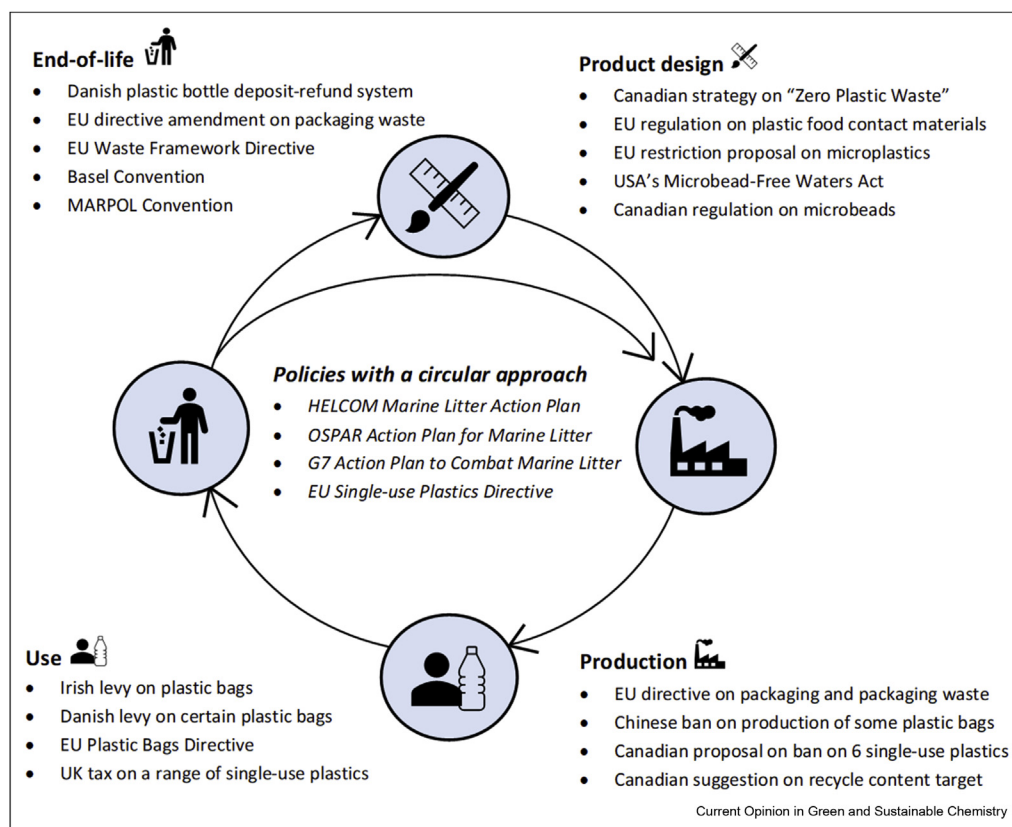 End-of-life
• Danish plastic bottle deposit-refund system
• EU directive amendment on packaging waste
• EU Waste Framework Directive
• Basel Convention
• MARPOL Convention
Product design
• Canadian strategy on “Zero Plastic Waste”
• EU regulation on plastic food contact materials
• EU restriction proposal on microplastics
• USA’s Microbead-Free Waters Act
• Canadian regulation on microbeads
Policies with a circular approach
• HELCOM Marine Litter Action Plan
• OSPAR Action Plan for Marine Litter
• G7 Action Plan to Combat Marine Litter
• EU Single-use Plastics Directive
Use
• Irish levy on plastic bags
• Danish levy on certain plastic bags
• EU Plastic Bags Directive
• UK tax on a range of single-use plastics
Production
• EU directive on packaging and packaging waste
• Chinese ban on production of some plastic bags
• Canadian proposal on ban on 6 single-use plastics
• Canadian suggestion on recycle content target
Current Opinion in Green and Sustainable Chemistry